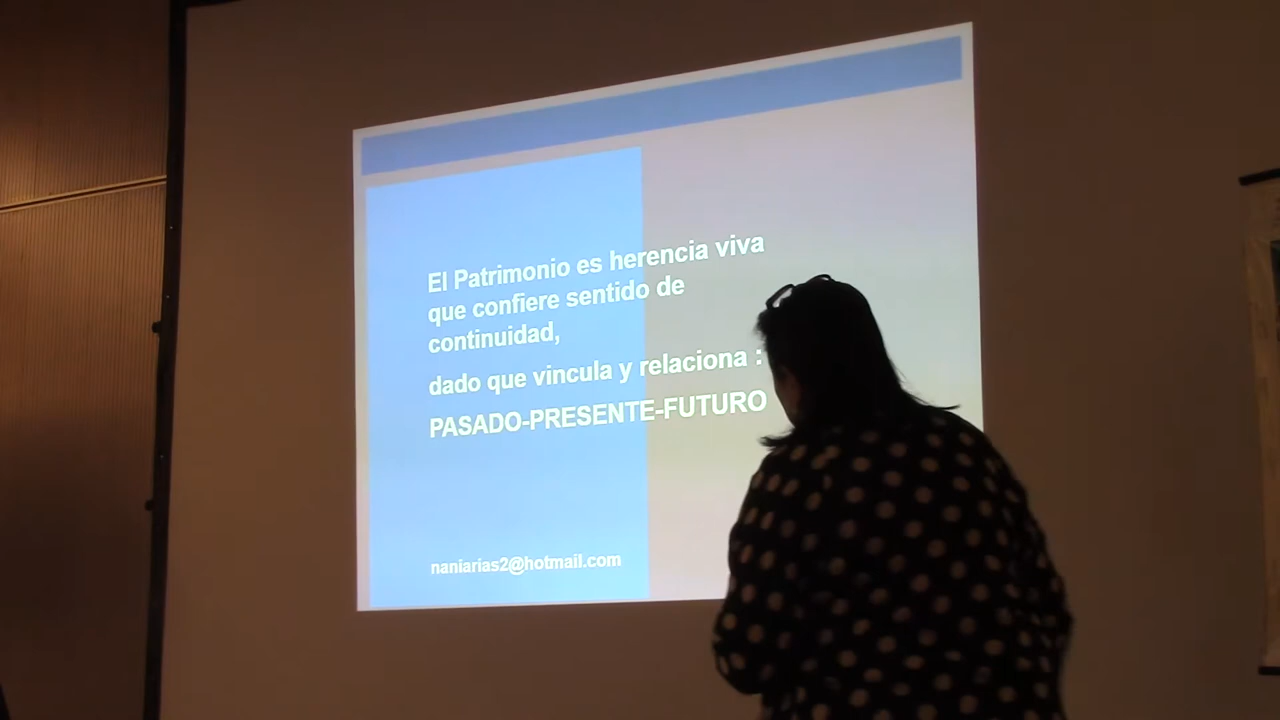 El Patrimonio es herencia viva
que confiere sentido de
continuidad,
dado que vincula y relaciona :
PASADO-PRESENTE-FUTURO
naniarias2@hotmail.com